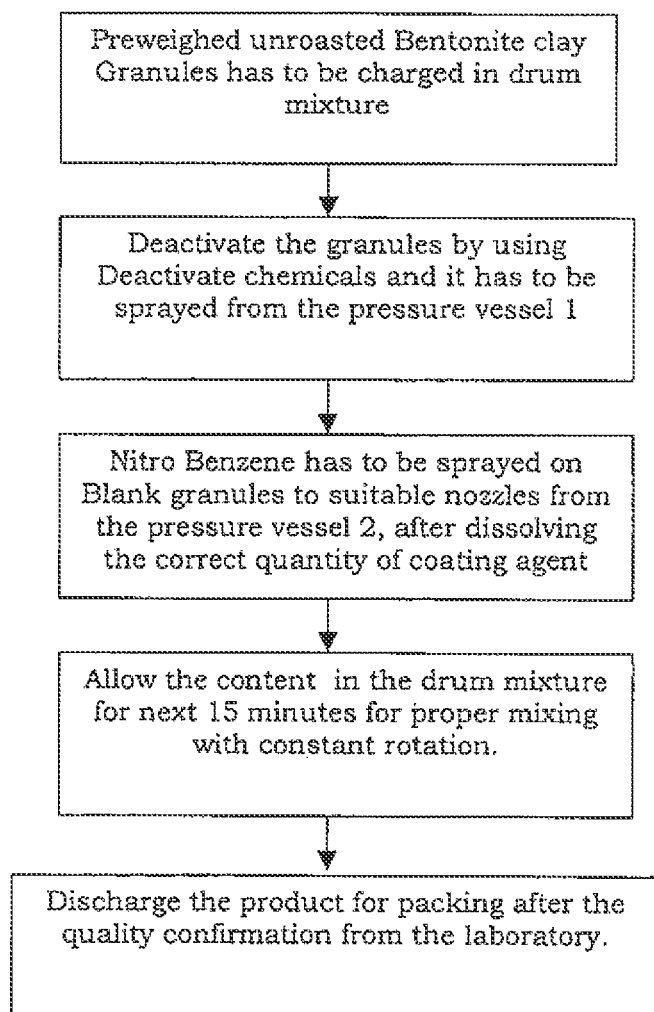 Preweighed unroasted Bentonite clay
Granules has to be charged in drum
mixture
Deactivate the granules by using
Deactivate chemicals and it has to be
sprayed from the pressure vessel 1
Nitro Benzene has to be sprayed on
Blank granules to suitable nozzles from
the pressure vessel 2, after dissolving
the correct quantity of coating agent
Allow the content in the drum mixture
for next 15 minutes for proper mixing
with constant rotation.
Discharge the product for packing after the
quality confirmation from the laboratory.